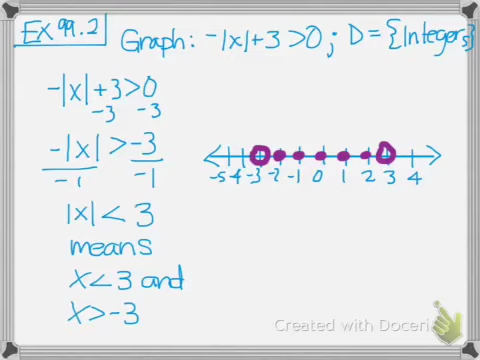 Ex 99.2 Graph: -|x|+3>0; D={Integers}
-|x|+3>0
-3 -3
-|x|>-3
-1 -1
|x|<3
means
x<3 and
x>-3
-5 -4 -3 -2 -1 0 1 2 3 4
Created with Doceri